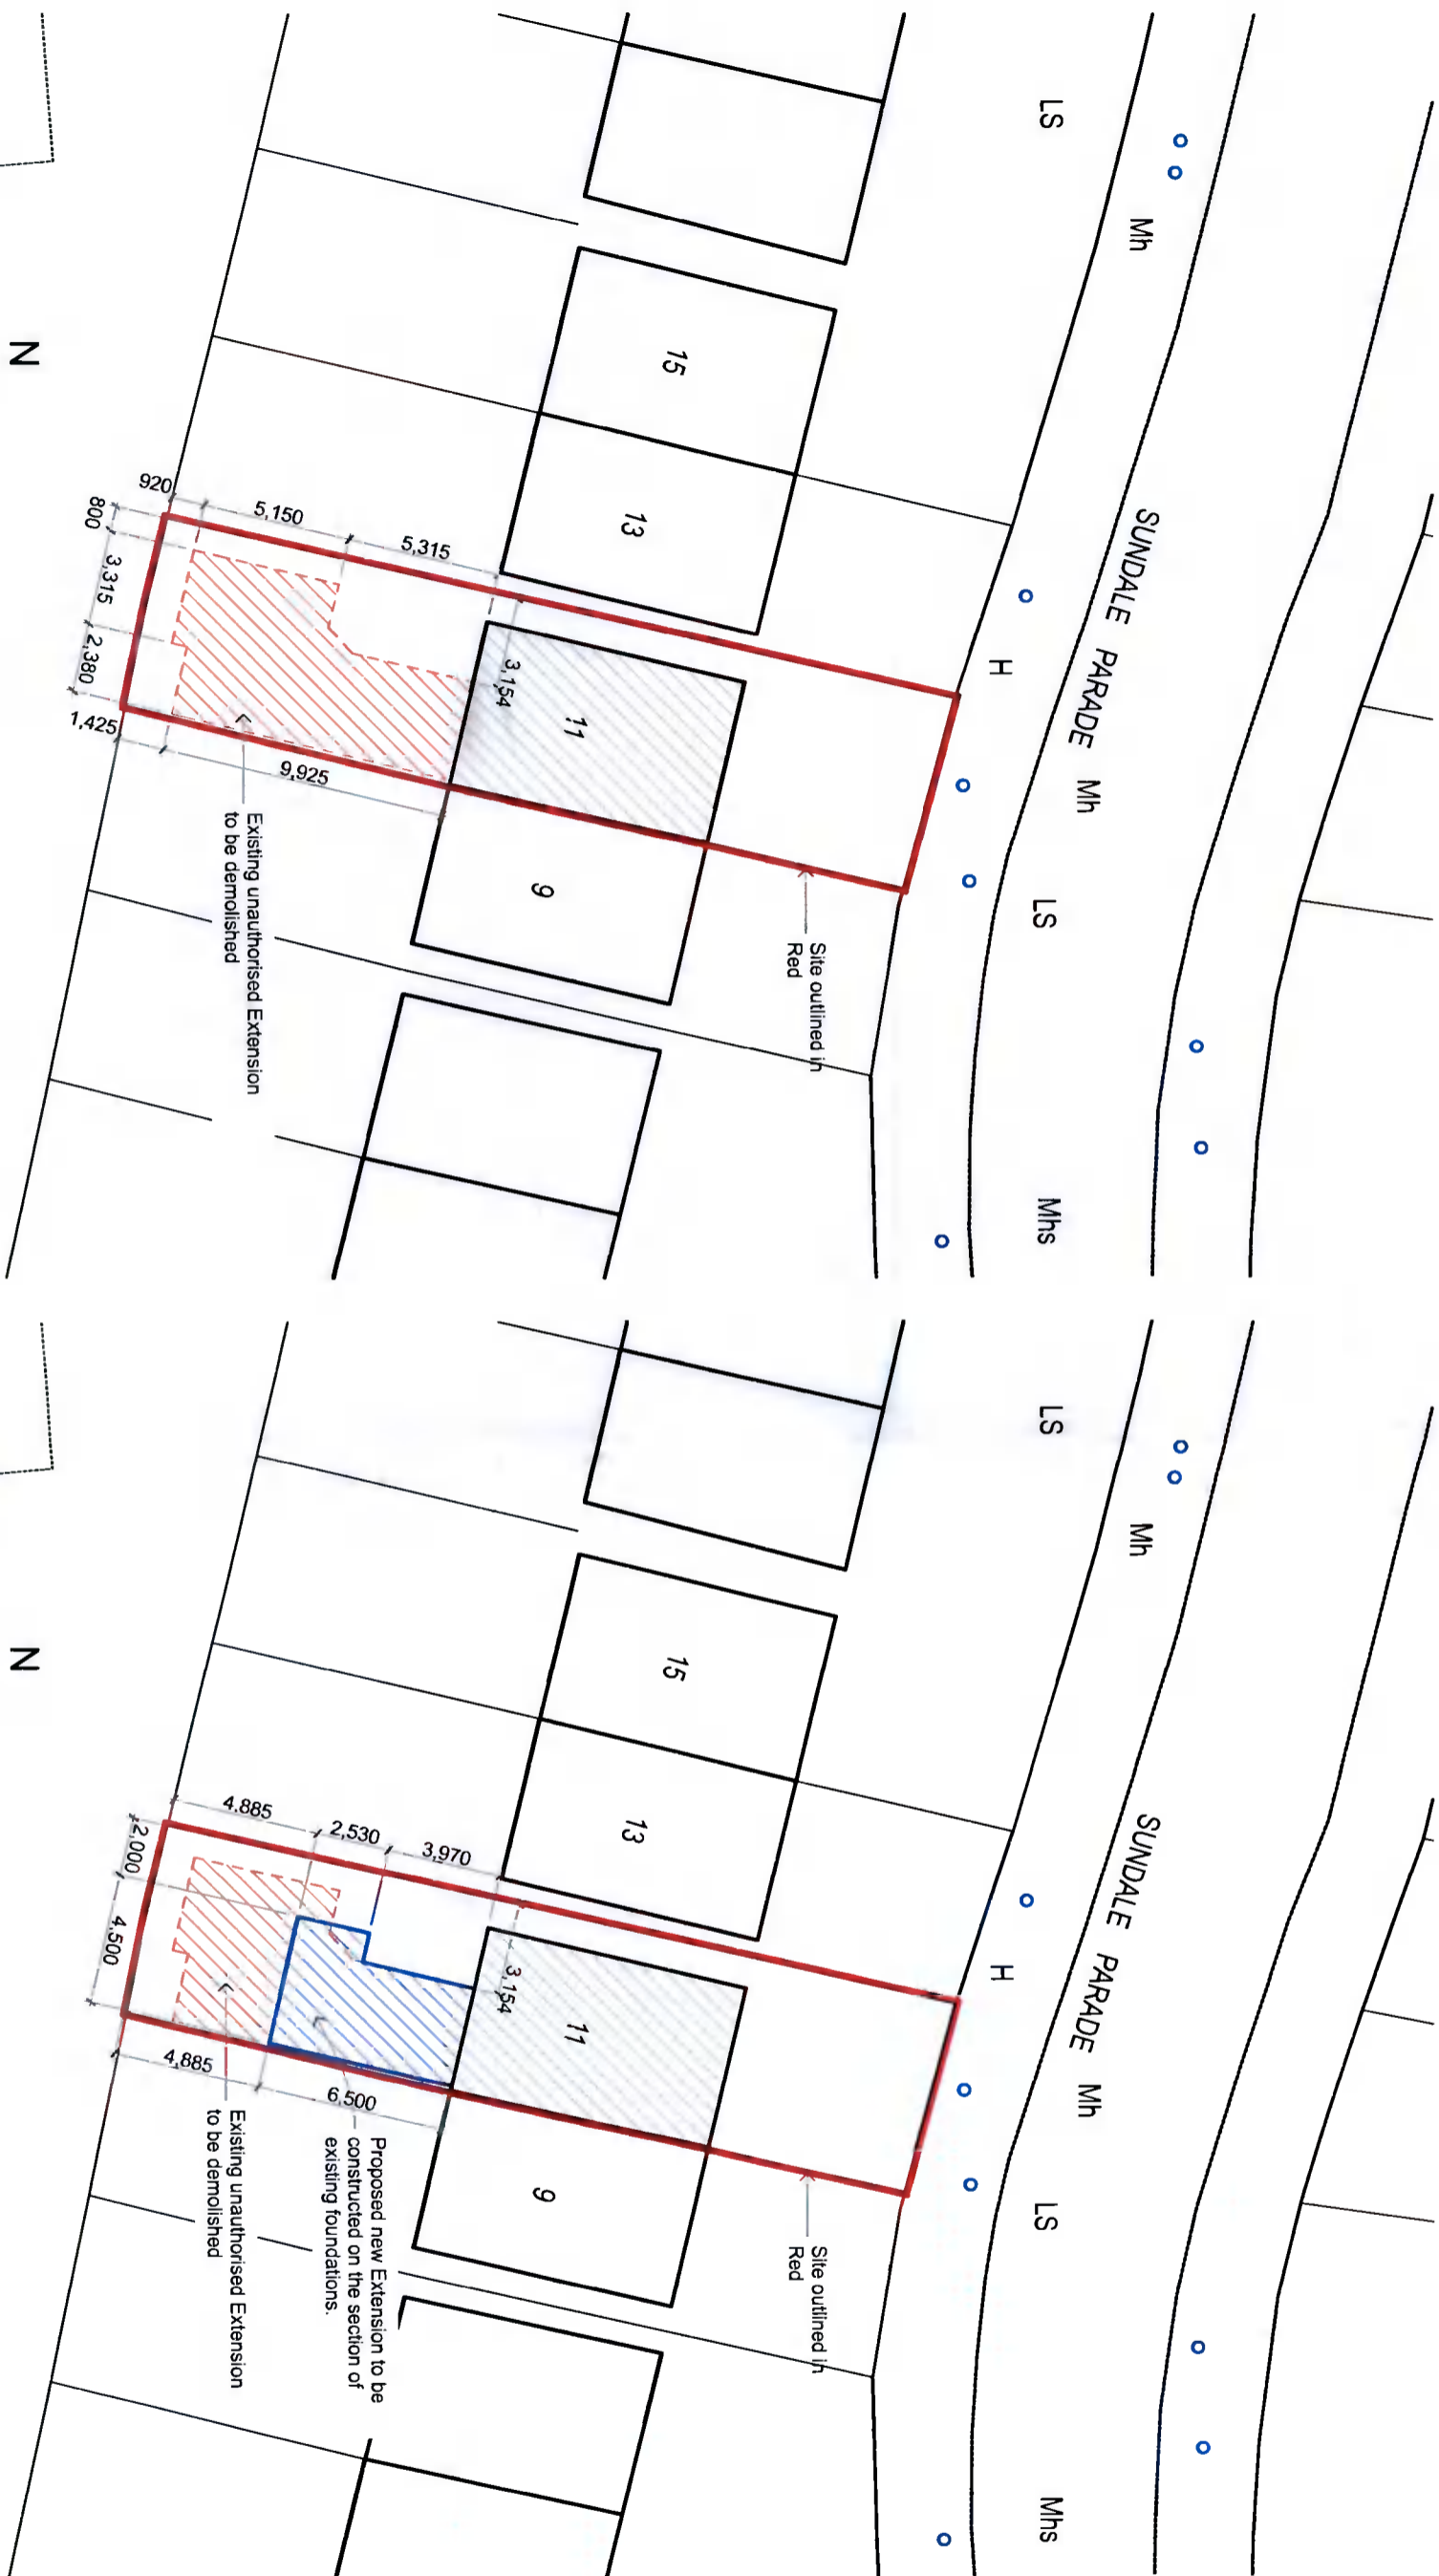 SUNDALE PARADE
LS
Mh
H
Mh
LS
Mhs
15
13
11
9
Site outlined in
Red
920
5,150
5,315
800
3,315
2,380
3,154
1,425
9,925
Existing unauthorised Extension
to be demolished
N
SUNDALE PARADE
LS
Mh
H
Mh
LS
Mhs
15
13
11
9
Site outlined in
Red
4.885
2,530
3,970
2,000
4,500
3,154
4,885
6,500
Proposed new Extension to be
constructed on the section of
existing foundations.
Existing unauthorised Extension
to be demolished
N